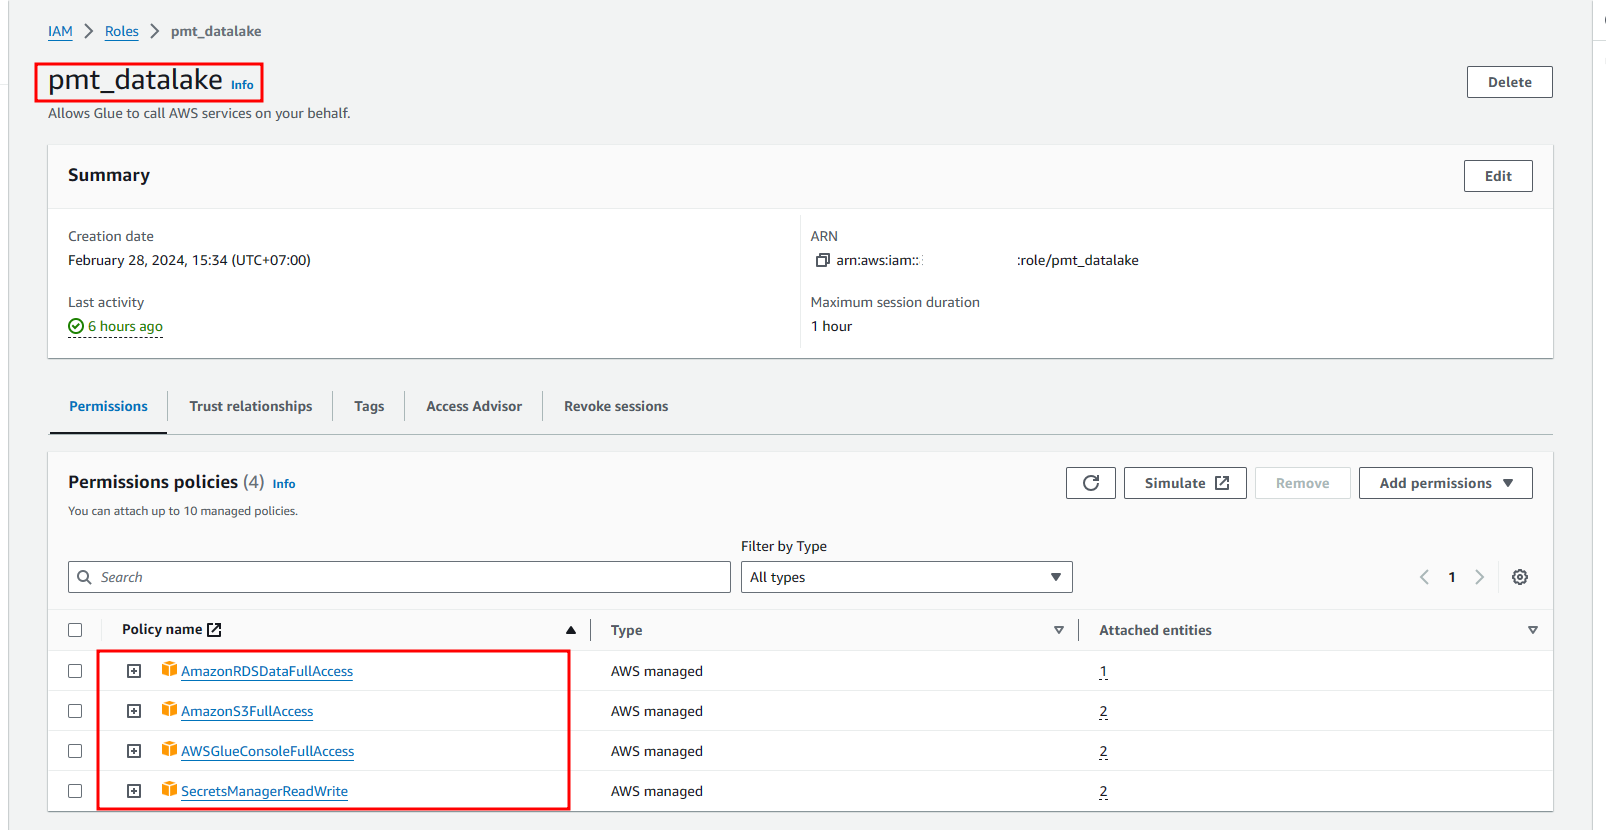 IAM > Roles > pmt_datalake
pmt_datalake Info
Delete
Allows Glue to call AWS services on your behalf.
Summary
Edit
Creation date
February 28, 2024, 15:34 (UTC+07:00)
ARN
arn:aws:iam:: :role/pmt_datalake
Last activity
6 hours ago
Maximum session duration
1 hour
Permissions
Trust relationships
Tags
Access Advisor
Revoke sessions
Permissions policies (4) Info
You can attach up to 10 managed policies.
Simulate
Remove
Add permissions
Filter by Type
Search
All types
1
Policy name
Type
Attached entities
AmazonRDSDataFullAccess AWS managed 1
AmazonS3FullAccess AWS managed 2
AWSGlueConsoleFullAccess AWS managed 2
SecretsManagerReadWrite AWS managed 2